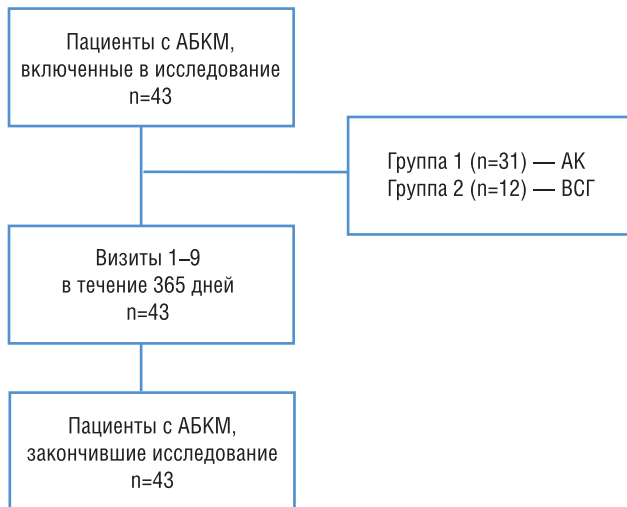 Пациенты с АБКМ,
включенные в исследование
n=43
Группа 1 (n=31) — АК
Группа 2 (n=12) — ВСГ
Визиты 1–9
в течение 365 дней
n=43
Пациенты с АБКМ,
закончившие исследование
n=43